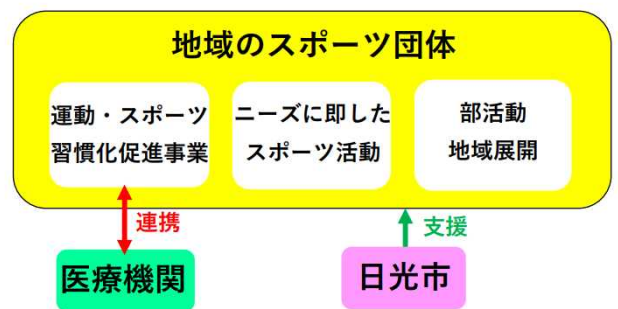 地域のスポーツ団体
運動・スポーツ
習慣化促進事業
ニーズに即した
スポーツ活動
部活動
地域展開
連携
支援
医療機関
日光市